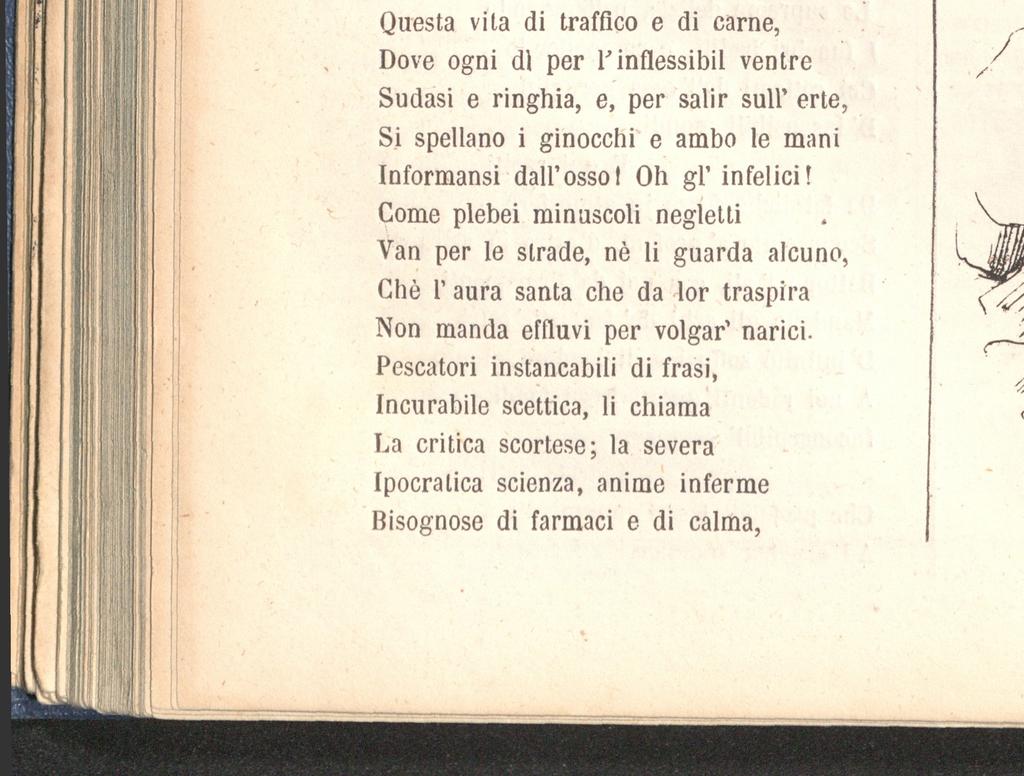 Questa vita di traffico e di carne,
Dove ogni dì per l'inflessibil ventre
Sudasi e ringhia, e, per salir sull' erte,
Si spellano i ginocchi e ambo le mani
Informansi dall'osso! Oh gl' infelici!
Come plebei minuscoli negletti
Van per le strade, nè li guarda alcuno,
Chè l' aura santa che da lor traspira
Non manda effluvi per volgar' narici.
Pescatori instancabili di frasi,
Incurabile scettica, li chiama
La critica scortese; la severa
Ipocratica scienza, anime inferme
Bisognose di farmaci e di calma,